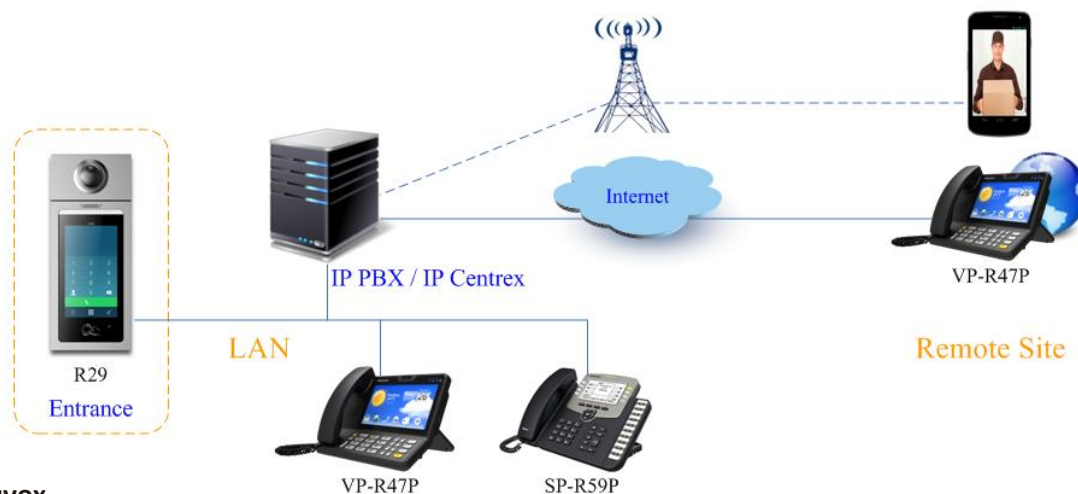 Internet
IP PBX / IP Centrex
VP-R47P
LAN
Remote Site
R29
Entrance
VP-R47P
SP-R59P